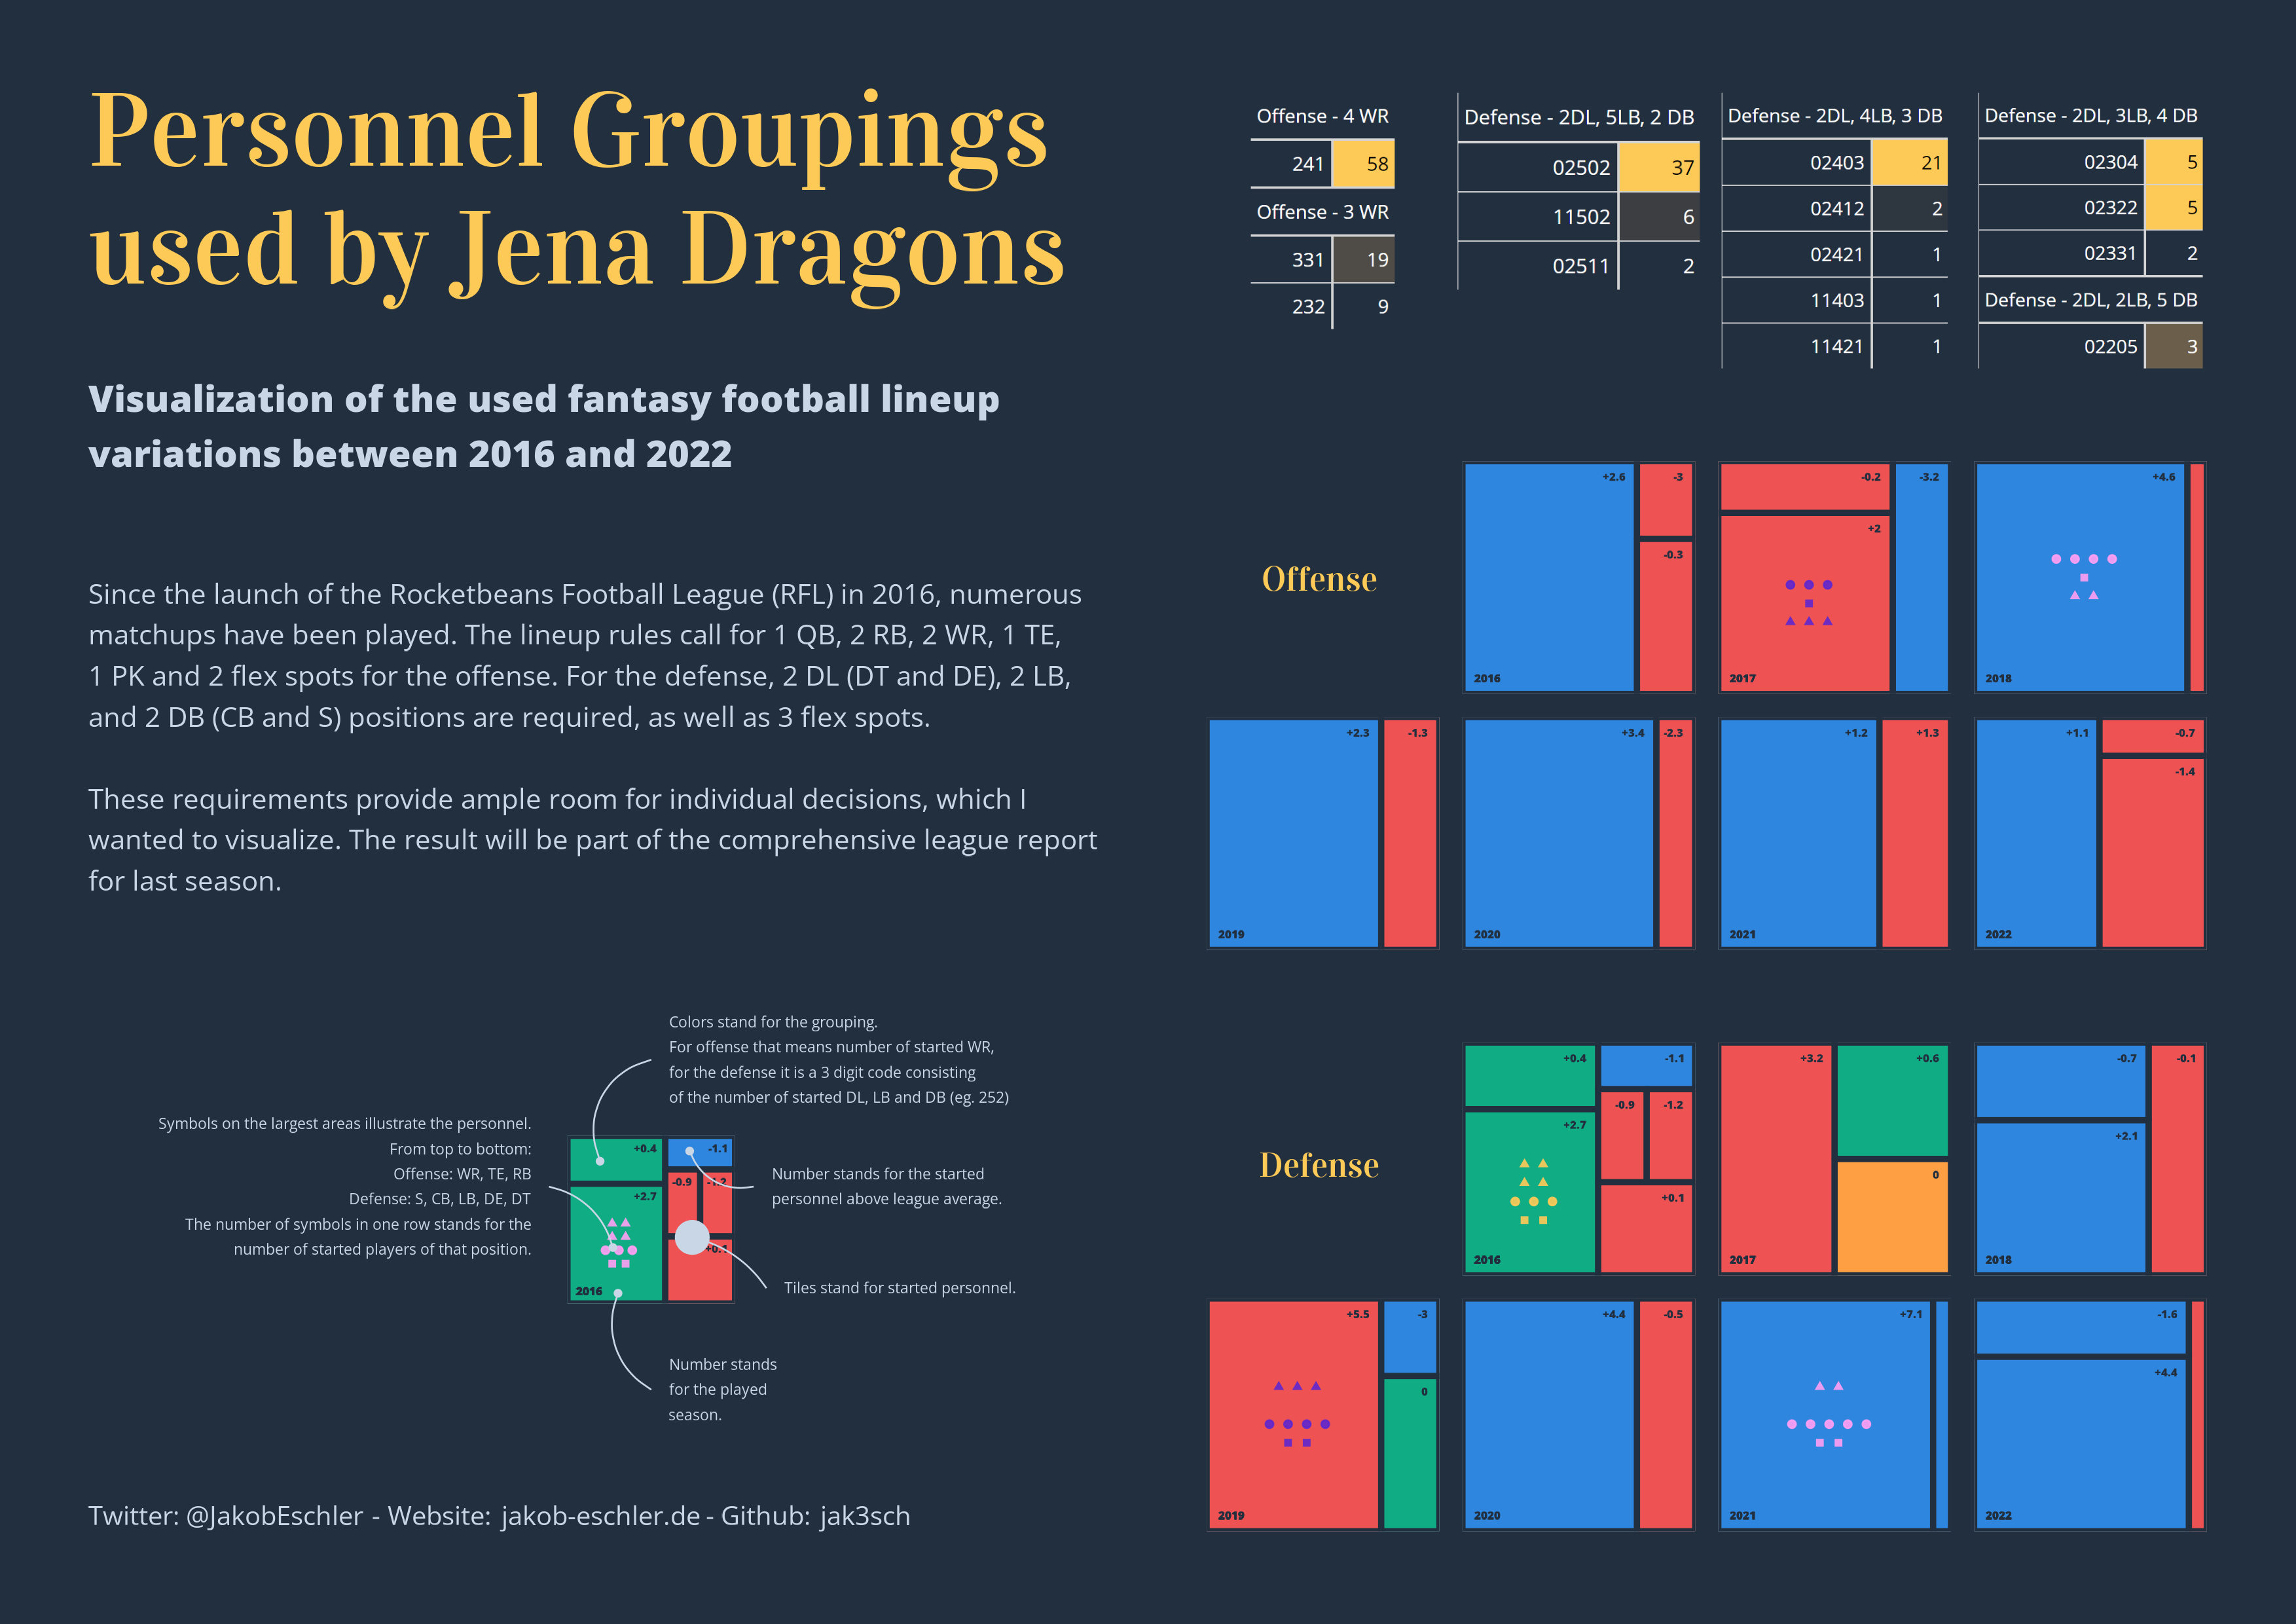 Personnel Groupings
used by Jena Dragons
Visualization of the used fantasy football lineup
variations between 2016 and 2022
Since the launch of the Rocketbeans Football League (RFL) in 2016, numerous
matchups have been played. The lineup rules call for 1 QB, 2 RB, 2 WR, 1 TE,
1 PK and 2 flex spots for the offense. For the defense, 2 DL (DT and DE), 2 LB,
and 2 DB (CB and S) positions are required, as well as 3 flex spots.
These requirements provide ample room for individual decisions, which I
wanted to visualize. The result will be part of the comprehensive league report
for last season.
Colors stand for the grouping.
For offense that means number of started WR,
for the defense it is a 3 digit code consisting
of the number of started DL, LB and DB (eg. 252)
Symbols on the largest areas illustrate the personnel.
From top to bottom:
Offense: WR, TE, RB
Defense: S, CB, LB, DE, DT
The number of symbols in one row stands for the
number of started players of that position.
+0.4
-1.1
-0.9
-1.2
+2.7
+0.1
2016
Number stands for the started
personnel above league average.
Tiles stand for started personnel.
Number stands
for the played
season.
Twitter: @JakobEschler - Website: jakob-eschler.de - Github: jak3sch
Offense - 4 WR
241 58
Offense - 3 WR
331 19
232 9
Defense - 2DL, 5LB, 2 DB
02502 37
11502 6
02511 2
Defense - 2DL, 4LB, 3 DB
02403 21
02412 2
02421 1
11403 1
11421 1
Defense - 2DL, 3LB, 4 DB
02304 5
02322 5
02331 2
Defense - 2DL, 2LB, 5 DB
02205 3
Offense
+2.6
-3
-0.3
2016
-0.2
-3.2
+2
2017
+4.6
2018
+2.3
-1.3
2019
+3.4
-2.3
2020
+1.2
+1.3
2021
+1.1
-0.7
-1.4
2022
Defense
+0.4
-1.1
-0.9
-1.2
+2.7
+0.1
2016
+3.2
+0.6
0
2017
-0.7
-0.1
+2.1
2018
+5.5
-3
0
2019
+4.4
-0.5
2020
+7.1
2021
-1.6
+4.4
2022